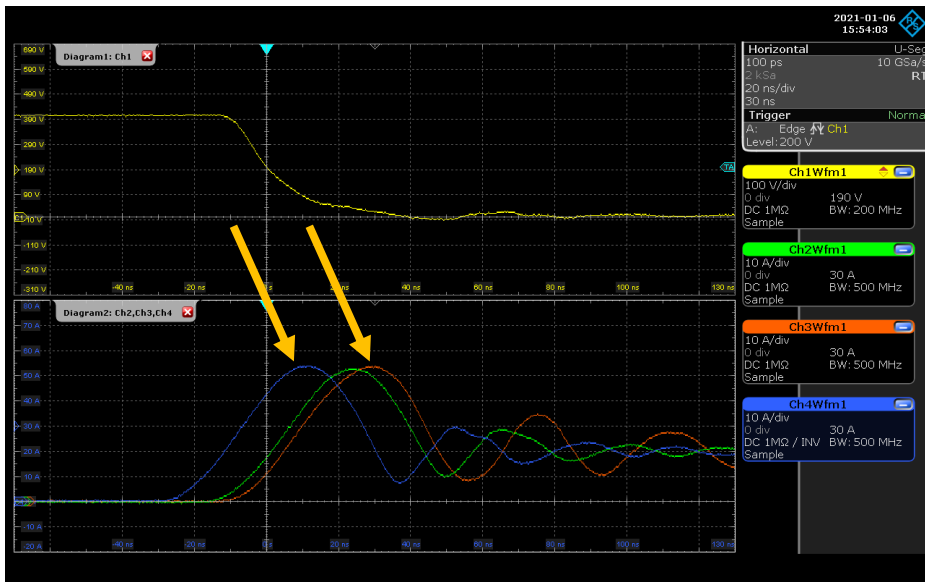 2021-01-06
15:54:03
Diagram1: Ch1
690 V
590 V
490 V
390 V
290 V
190 V
90 V
-10 V
-110 V
-210 V
-310 V
-40 ns
-20 ns
0 s
20 ns
40 ns
60 ns
80 ns
100 ns
130 ns
TA
Diagram2: Ch2,Ch3,Ch4
80 A
70 A
60 A
50 A
40 A
30 A
20 A
10 A
-10 A
-20 A
-40 ns
-20 ns
0 s
20 ns
40 ns
60 ns
80 ns
100 ns
130 ns
Horizontal U-Seg
100 ps 10 GSa/s
2 kSa RT
20 ns/div
30 ns
Trigger Norma
A: Edge Ch1
Level: 200 V
Ch1Wfm1
100 V/div
0 div 190 V
DC 1MΩ BW: 200 MHz
Sample
Ch2Wfm1
10 A/div
0 div 30 A
DC 1MΩ BW: 500 MHz
Sample
Ch3Wfm1
10 A/div
0 div 30 A
DC 1MΩ BW: 500 MHz
Sample
Ch4Wfm1
10 A/div
0 div 30 A
DC 1MΩ / INV BW: 500 MHz
Sample